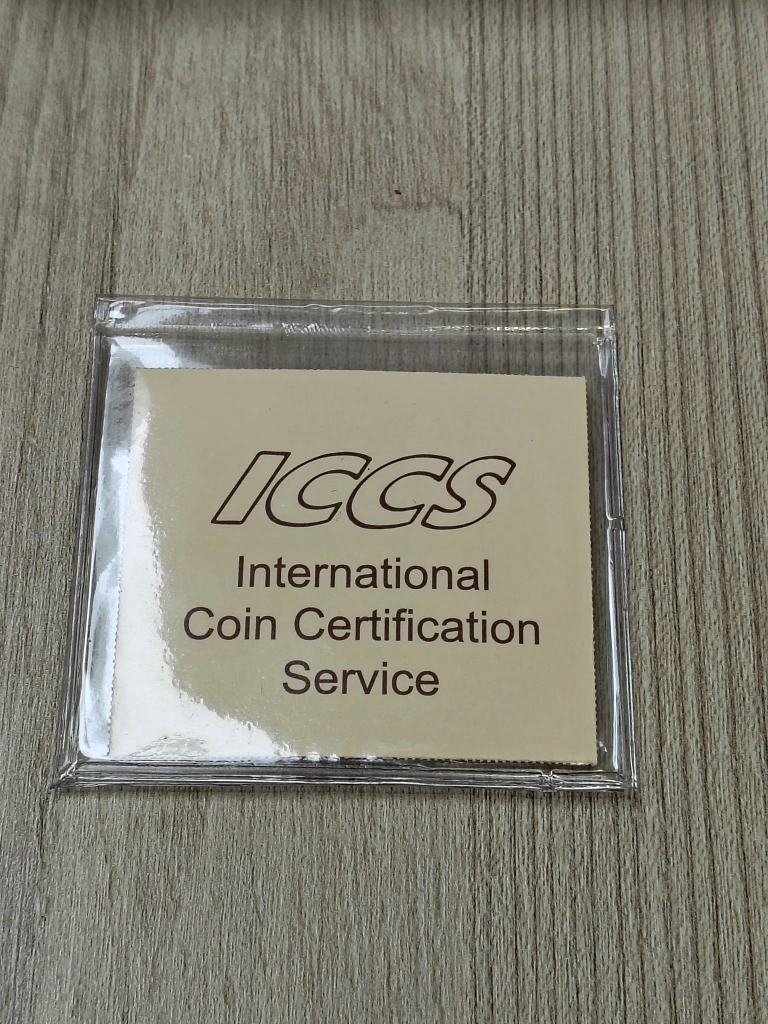 ICCS
International
Coin Certification
Service